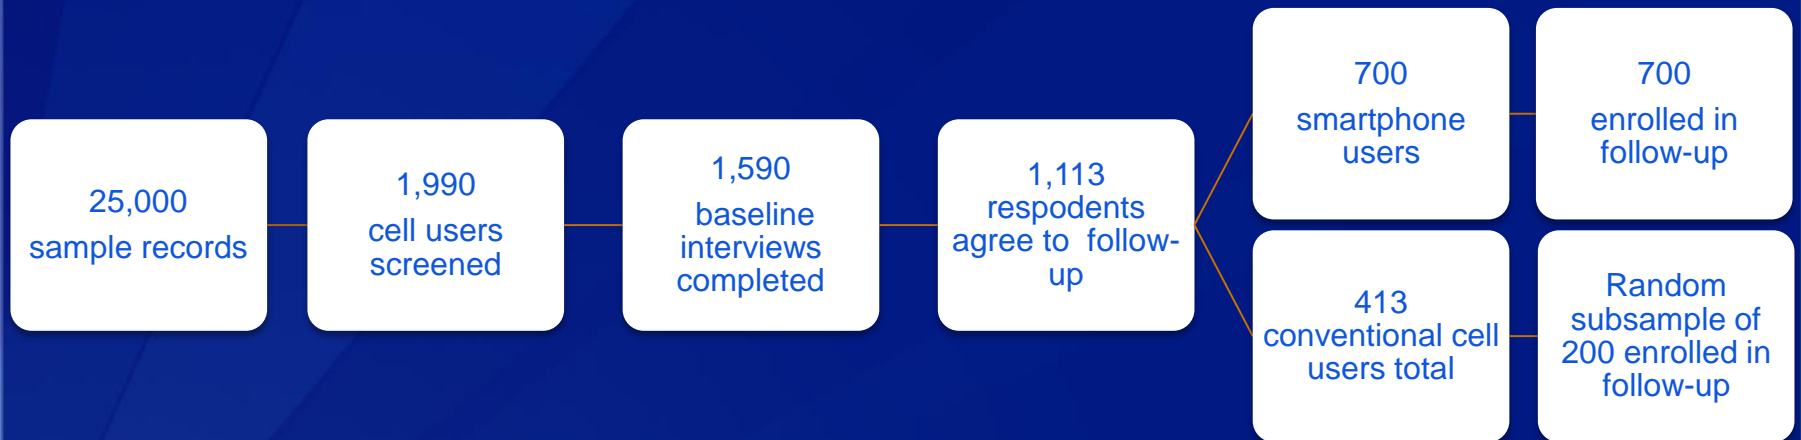 25,000
sample records
1,990
cell users
screened
1,590
baseline
interviews
completed
1,113
respodents
agree to follow-
up
700
smartphone
users
700
enrolled in
follow-up
413
conventional cell
users total
Random
subsample of
200 enrolled in
follow-up